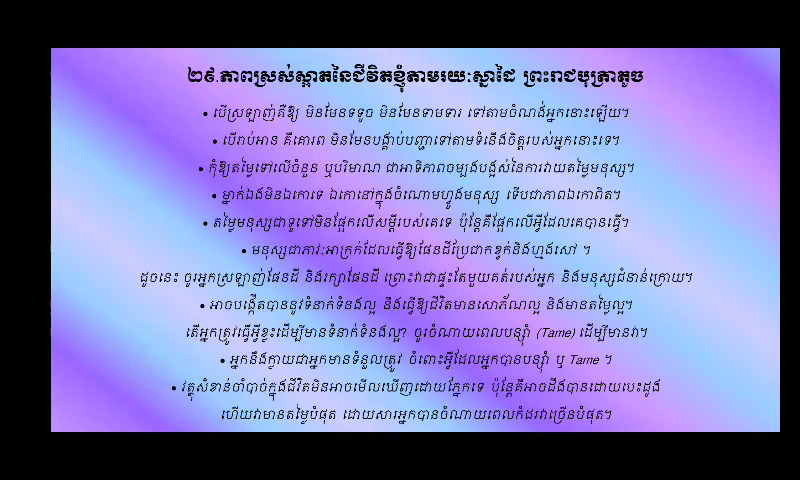 ២៩.ភាពស្រស់ស្អាតនៃជីវិតខ្ញុំតាមរយៈស្នាដៃ ព្រះរាជបុត្រាតូច
• បើស្រឡាញ់គឺឱ្យ មិនមែនទទូច មិនមែនទាមទារ ទៅតាមចំណង់អ្នកនោះឡើយ។
• បើរាប់អាន គឺគោរព មិនមែនបង្គាប់បញ្ជាទៅតាមទំនើងចិត្តរបស់អ្នកនោះទេ។
• កុំឱ្យតម្លៃទៅលើចំនួន ឬបរិមាណ ជាអាទិភាពចម្បងបង្អស់នៃការវាយតម្លៃមនុស្ស។
• ម្នាក់ឯងមិនឯកោទេ ឯកោនៅក្នុងចំណោមហ្វូងមនុស្ស ទើបជាភាពឯកោពិត។
• តម្លៃមនុស្សជាទូទៅមិនផ្អែកលើសម្តីរបស់គេទេ ប៉ុន្តែគឺផ្អែកលើអ្វីដែលគេបានធ្វើ។
• មនុស្សជាភាវៈអាក្រក់ដែលធ្វើឱ្យផែនដីប្រែជាកខ្វក់និងហ្មងសៅ ។
ដូចនេះ ចូរអ្នកស្រឡាញ់ផែនដី និងរក្សាផែនដី ព្រោះវាជាផ្ទះតែមួយគត់របស់អ្នក និងមនុស្សជំនាន់ក្រោយ។
• អាចបង្កើតបាននូវទំនាក់ទំនងល្អ នឹងធ្វើឱ្យជីវិតមានសោភ័ណល្អ និងមានតម្លៃល្អ។
តើអ្នកត្រូវធ្វើអ្វីខ្លះដើម្បីមានទំនាក់ទំនងល្អ? ចូរចំណាយពេលបន្សុាំ (Tame) ដើម្បីមានវា។
• អ្នកនឹងក្លាយជាអ្នកមានទំនួលត្រូវ ចំពោះអ្វីដែលអ្នកបានបន្សុាំ ឬ Tame ។
• វត្ថុសំខាន់ចាំបាច់ក្នុងជីវិតមិនអាចមើលឃើញដោយភ្នែកទេ ប៉ុន្តែគឺអាចដឹងបានដោយបេះដូង
ហើយវាមានតម្លៃបំផុត ដោយសារអ្នកបានចំណាយពេលកំដរវាច្រើនបំផុត។